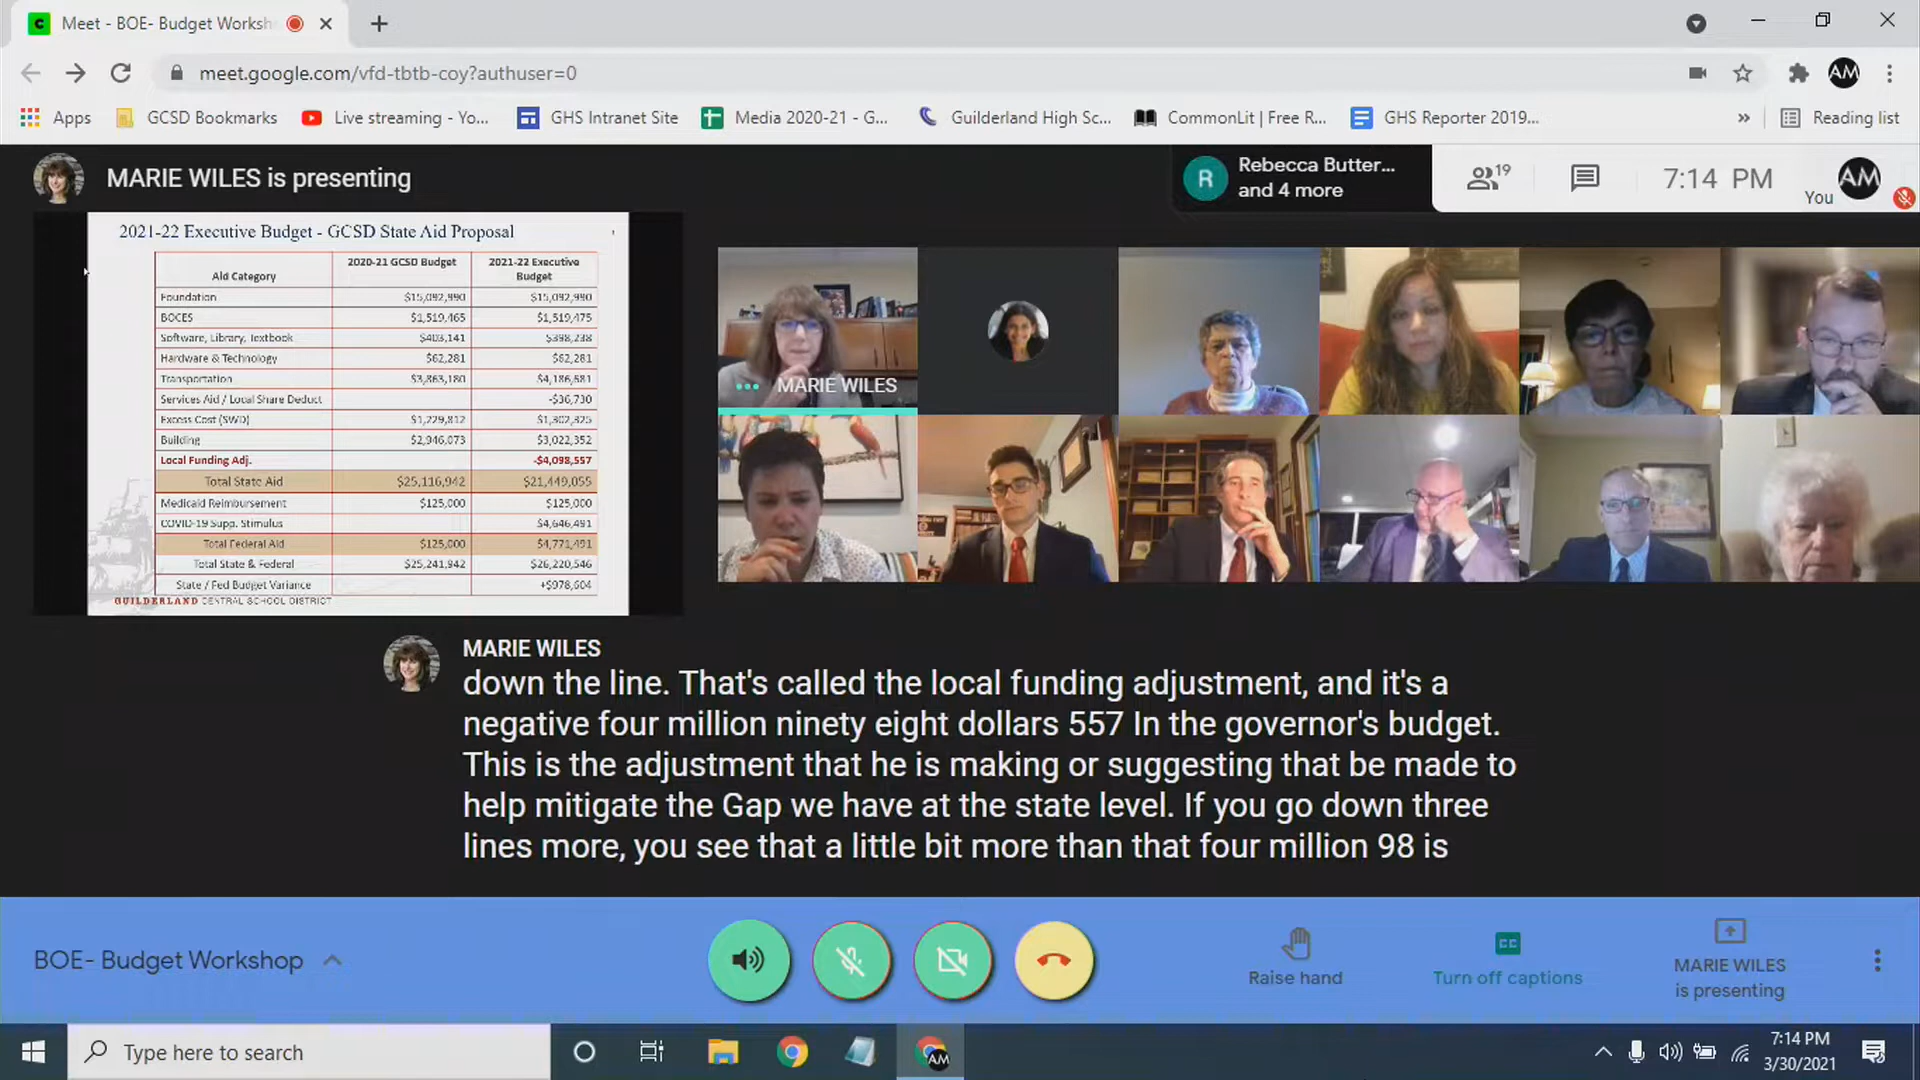 Meet - BOE- Budget Worksh
meet.google.com/vfd-tbtb-coy?authuser=0
AM
Apps
GCSD Bookmarks
Live streaming - Yo...
GHS Intranet Site
Media 2020-21 - G...
Guilderland High Sc...
CommonLit | Free R...
GHS Reporter 2019...
»
Reading list
MARIE WILES is presenting
R
Rebecca Butter...
and 4 more
19
7:14 PM
You
AM
2021-22 Executive Budget - GCSD State Aid Proposal
Aid Category 2020-21 GCSD Budget 2021-22 Executive Budget
Foundation $15,092,990 $15,092,990
BOCES $1,519,465 $1,519,475
Software, Library, Textbook $403,141 $398,238
Hardware & Technology $62,281 $62,281
Transportation $3,863,180 $4,186,681
Services Aid / Local Share Deduct -$36,730
Excess Cost (SWD) $1,229,812 $1,302,325
Building $2,946,073 $3,022,352
Local Funding Adj. -$4,098,557
Total State Aid $25,116,942 $21,449,055
Medicaid Reimbursement $125,000 $125,000
COVID-19 Supp. Stimulus $4,646,491
Total Federal Aid $125,000 $4,771,491
Total State & Federal $25,241,942 $26,220,546
State / Fed Budget Variance +$978,604
GUILDERLAND CENTRAL SCHOOL DISTRICT
MARIE WILES
MARIE WILES
down the line. That's called the local funding adjustment, and it's a
negative four million ninety eight dollars 557 In the governor's budget.
This is the adjustment that he is making or suggesting that be made to
help mitigate the Gap we have at the state level. If you go down three
lines more, you see that a little bit more than that four million 98 is
BOE- Budget Workshop
Raise hand
CC
Turn off captions
MARIE WILES
is presenting
Type here to search
AM
7:14 PM
3/30/2021